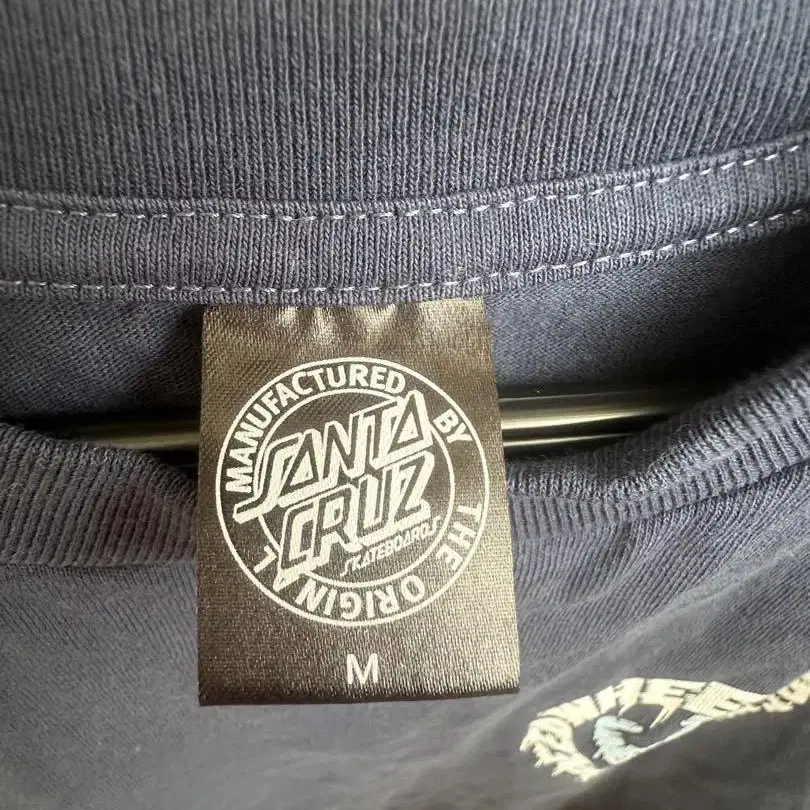 MANUFACTURED BY THE ORIGINAL
SANTA
CRUZ
SKATEBOARDS
M